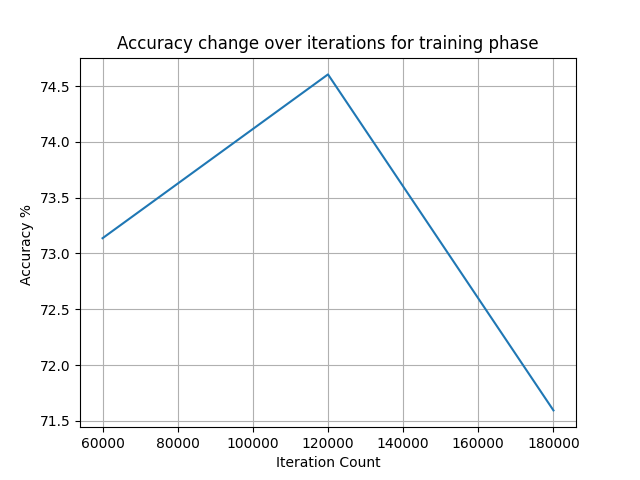 Accuracy change over iterations for training phase
74.5
74.0
73.5
73.0
72.5
72.0
71.5
Accuracy %
60000 80000 100000 120000 140000 160000 180000
Iteration Count